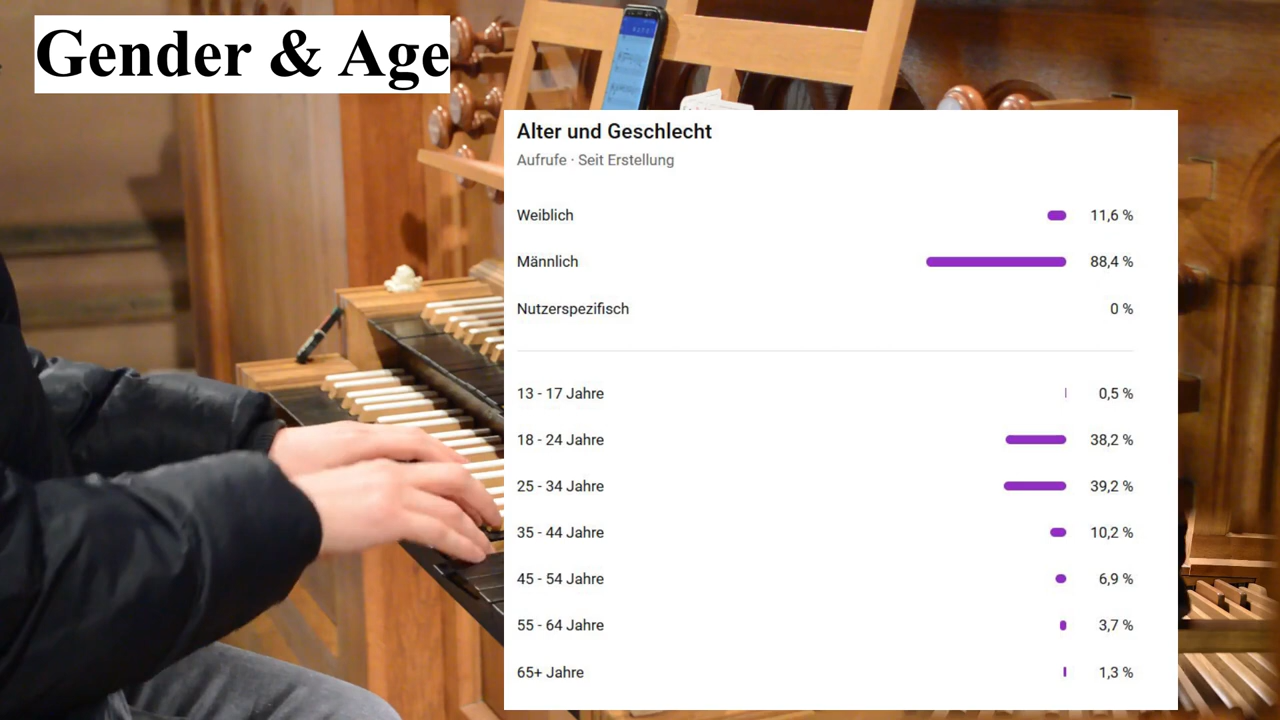 Gender & Age
Alter und Geschlecht
Aufrufe · Seit Erstellung
Weiblich 11,6 %
Männlich 88,4 %
Nutzerspezifisch 0 %
13 - 17 Jahre 0,5 %
18 - 24 Jahre 38,2 %
25 - 34 Jahre 39,2 %
35 - 44 Jahre 10,2 %
45 - 54 Jahre 6,9 %
55 - 64 Jahre 3,7 %
65+ Jahre 1,3 %